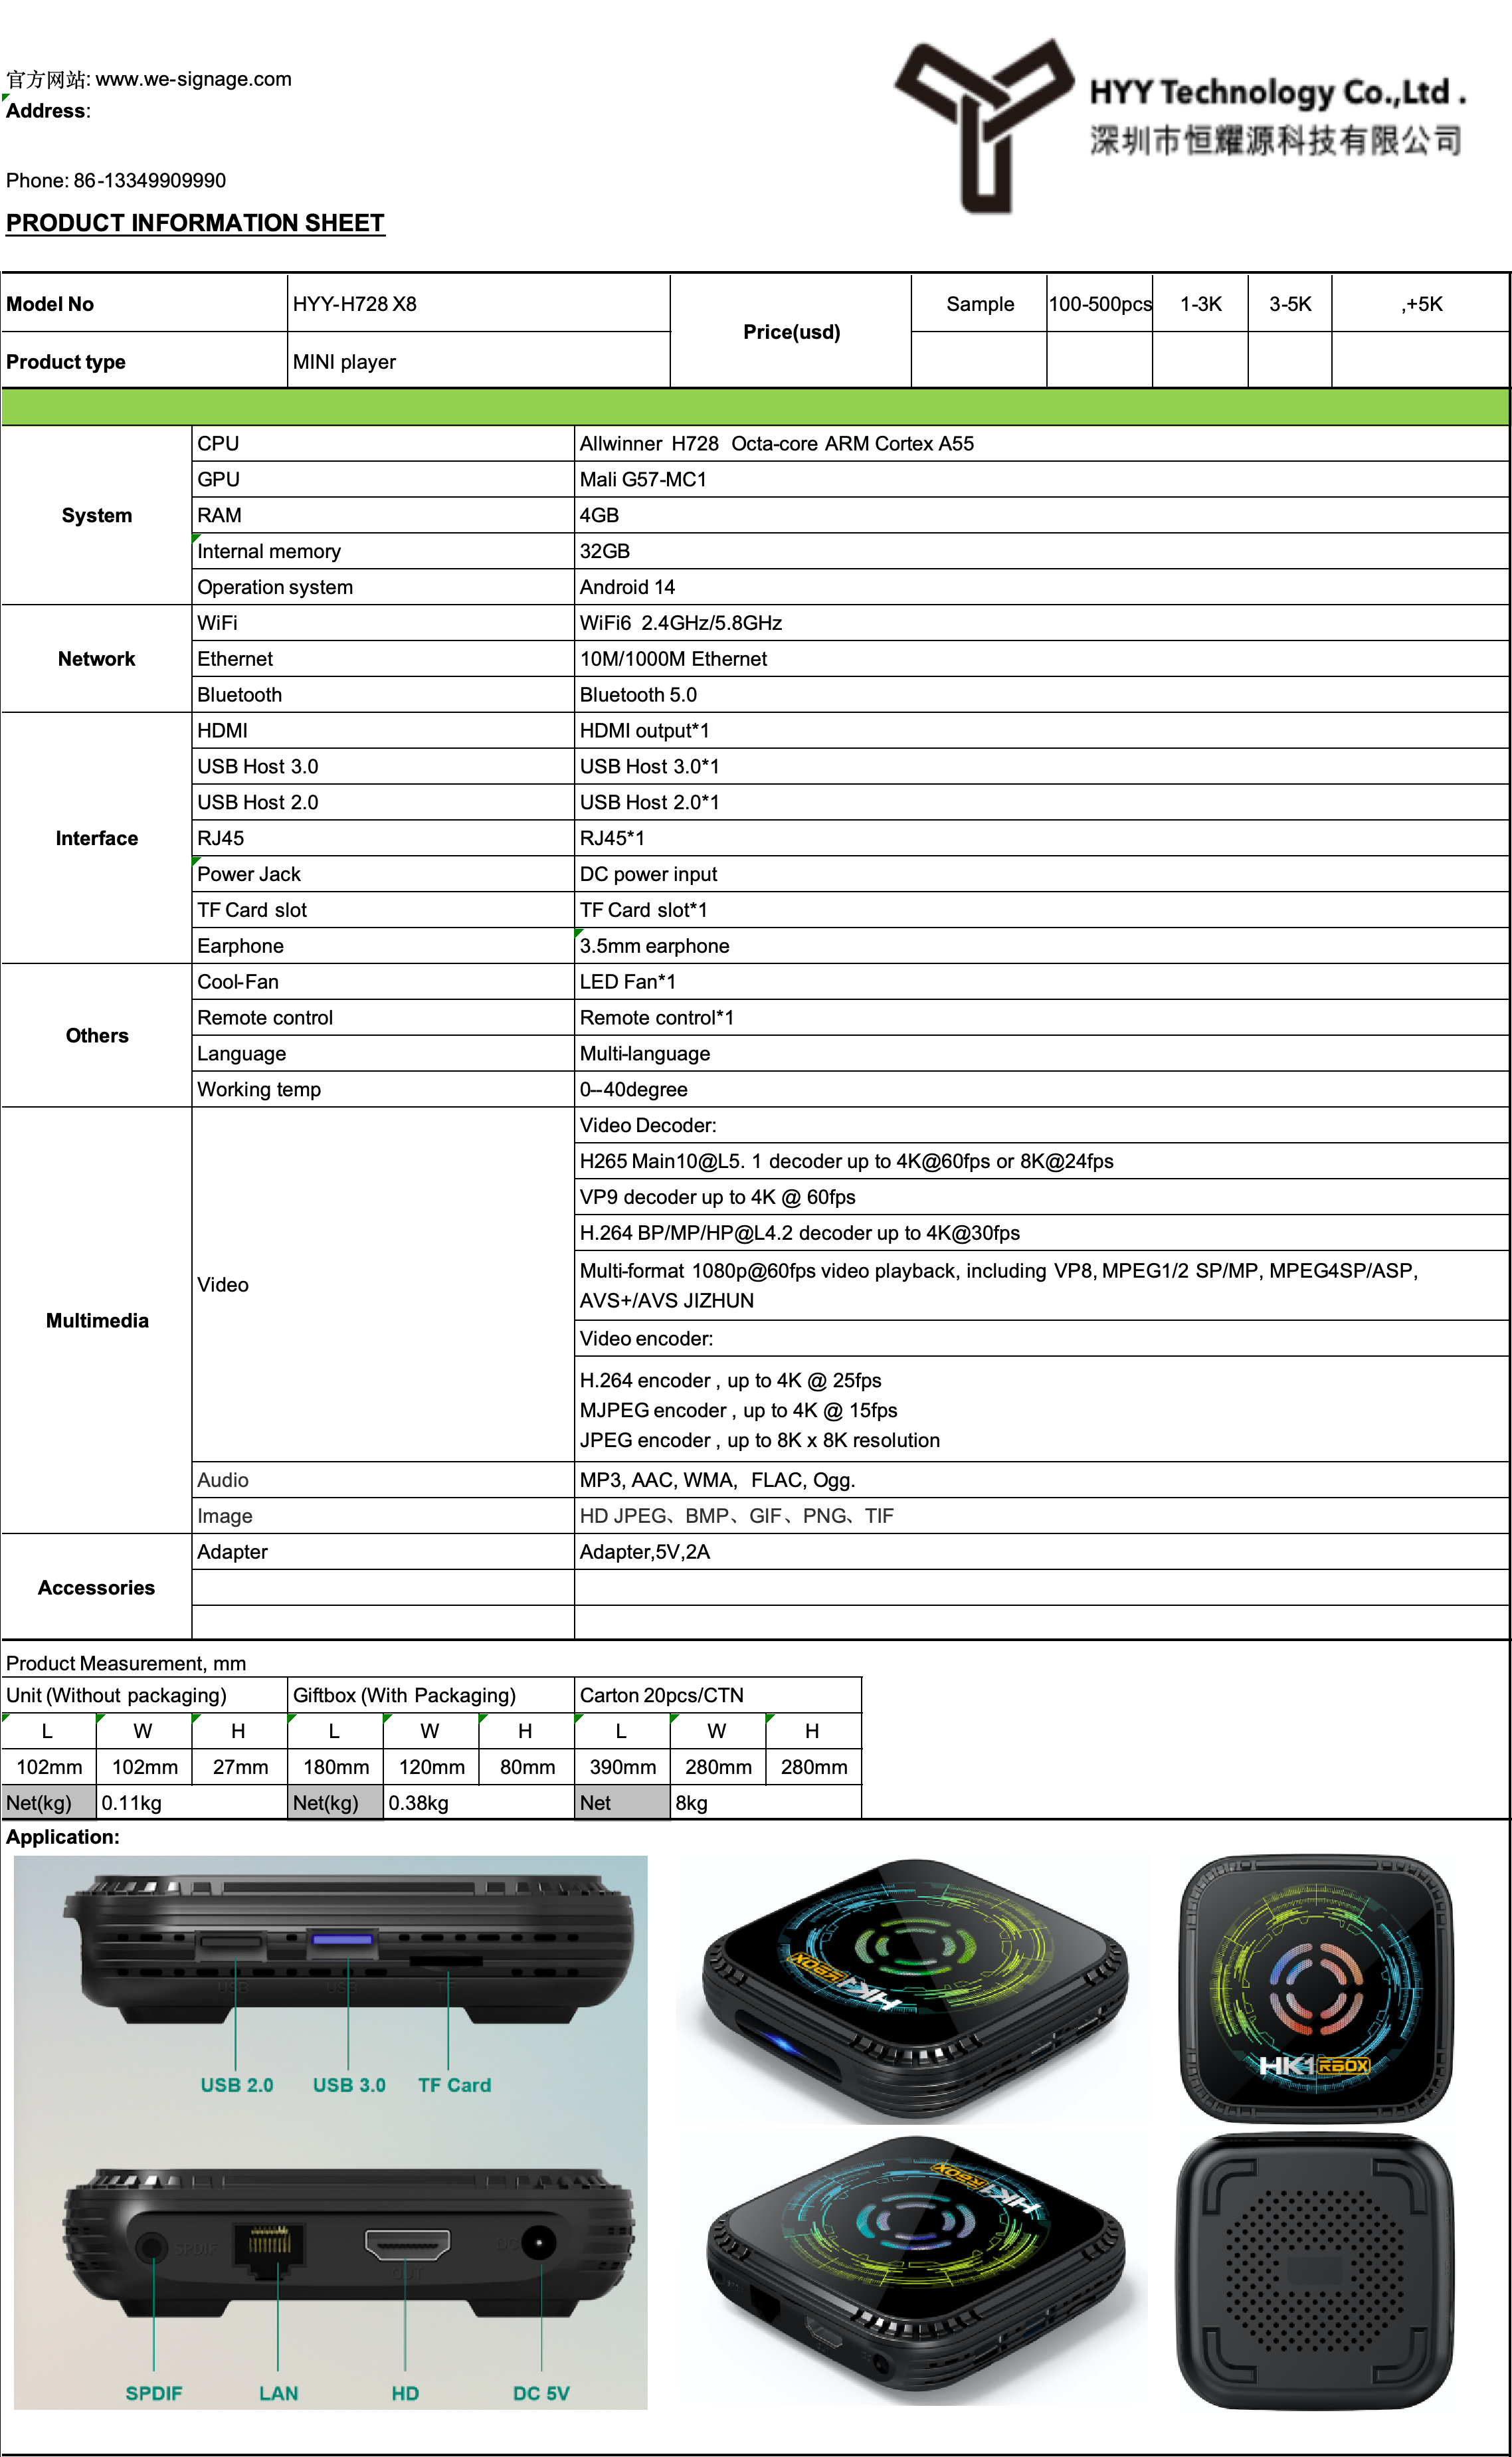 官方网站: www.we-signage.com
Address:
Phone: 86-13349909990
PRODUCT INFORMATION SHEET
HYY Technology Co.,Ltd .
深圳市恒耀源科技有限公司
Model No HYY-H728 X8 Price(usd) Sample 100-500pcs 1-3K 3-5K ,+5K
Product type MINI player
System
CPU Allwinner H728 Octa-core ARM Cortex A55
GPU Mali G57-MC1
RAM 4GB
Internal memory 32GB
Operation system Android 14
Network
WiFi WiFi6 2.4GHz/5.8GHz
Ethernet 10M/1000M Ethernet
Bluetooth Bluetooth 5.0
Interface
HDMI HDMI output*1
USB Host 3.0 USB Host 3.0*1
USB Host 2.0 USB Host 2.0*1
RJ45 RJ45*1
Power Jack DC power input
TF Card slot TF Card slot*1
Earphone 3.5mm earphone
Others
Cool-Fan LED Fan*1
Remote control Remote control*1
Language Multi-language
Working temp 0--40degree
Multimedia
Video
Video Decoder:
H265 Main10@L5. 1 decoder up to 4K@60fps or 8K@24fps
VP9 decoder up to 4K @ 60fps
H.264 BP/MP/HP@L4.2 decoder up to 4K@30fps
Multi-format 1080p@60fps video playback, including VP8, MPEG1/2 SP/MP, MPEG4SP/ASP,
AVS+/AVS JIZHUN
Video encoder:
H.264 encoder , up to 4K @ 25fps
MJPEG encoder , up to 4K @ 15fps
JPEG encoder , up to 8K x 8K resolution
Audio MP3, AAC, WMA, FLAC, Ogg.
Image HD JPEG、BMP、GIF、PNG、TIF
Accessories
Adapter Adapter,5V,2A
Product Measurement, mm
Unit (Without packaging) Giftbox (With Packaging) Carton 20pcs/CTN
L W H L W H L W H
102mm 102mm 27mm 180mm 120mm 80mm 390mm 280mm 280mm
Net(kg) 0.11kg Net(kg) 0.38kg Net 8kg
Application:
USB USB TF
USB 2.0 USB 3.0 TF Card
SPDIF OUT DC
SPDIF LAN HD DC 5V
HK1 RBOX
HK1 RBOX
HK1 RBOX